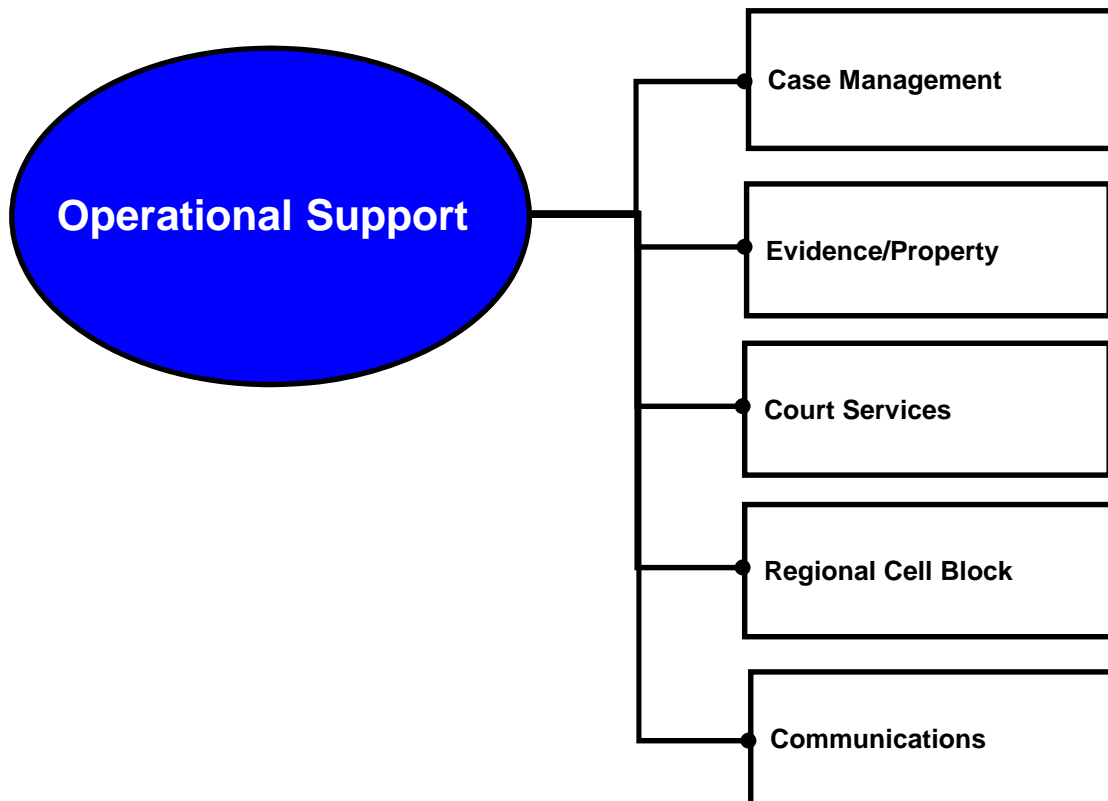 Operational Support
Case Management
Evidence/Property
Court Services
Regional Cell Block
Communications